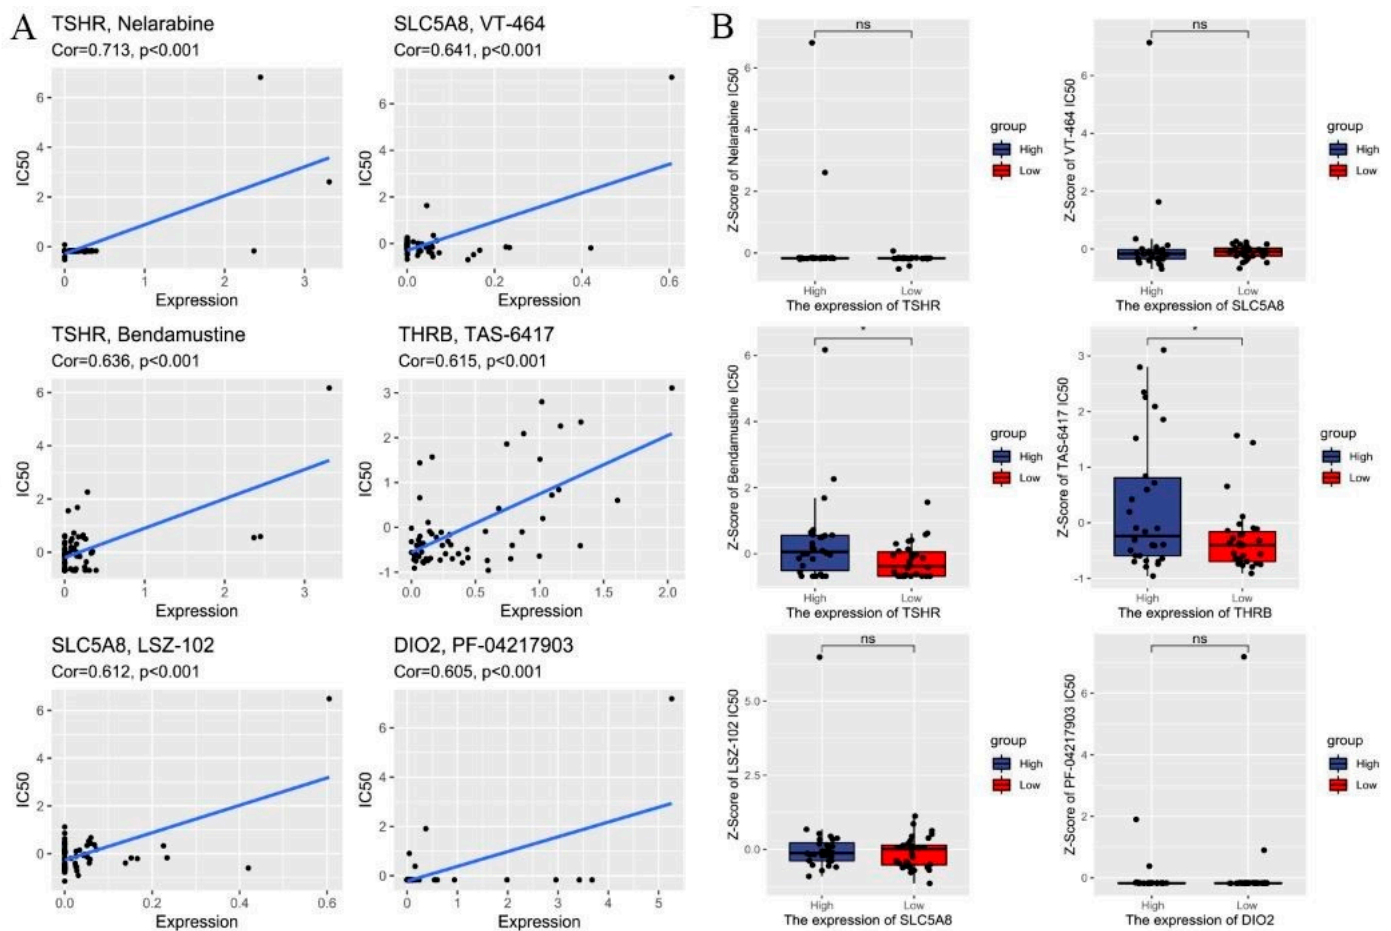 A
TSHR, Nelarabine
Cor=0.713, p<0.001
IC50
6
4
2
0
0
1
2
3
Expression
SLC5A8, VT-464
Cor=0.641, p<0.001
IC50
6
4
2
0
0.0
0.2
0.4
0.6
Expression
TSHR, Bendamustine
Cor=0.636, p<0.001
IC50
6
4
2
0
0
1
2
3
Expression
THRB, TAS-6417
Cor=0.615, p<0.001
IC50
3
2
1
0
-1
0.0
0.5
1.0
1.5
2.0
Expression
SLC5A8, LSZ-102
Cor=0.612, p<0.001
IC50
6
4
2
0
0.0
0.2
0.4
0.6
Expression
DIO2, PF-04217903
Cor=0.605, p<0.001
IC50
6
4
2
0
0
1
2
3
4
5
Expression
B
ns
Z-Score of Nelarabine IC50
6
4
2
0
High
Low
The expression of TSHR
group
High
Low
ns
Z-Score of VT-464 IC50
6
4
2
0
High
Low
The expression of SLC5A8
group
High
Low
*
Z-Score of Bendamustine IC50
6
4
2
0
High
Low
The expression of TSHR
group
High
Low
*
Z-Score of TAS-6417 IC50
3
2
1
0
-1
High
Low
The expression of THRB
group
High
Low
ns
Z-Score of LSZ-102 IC50
5.0
2.5
0.0
High
Low
The expression of SLC5A8
group
High
Low
ns
Z-Score of PF-04217903 IC50
6
4
2
0
High
Low
The expression of DIO2
group
High
Low